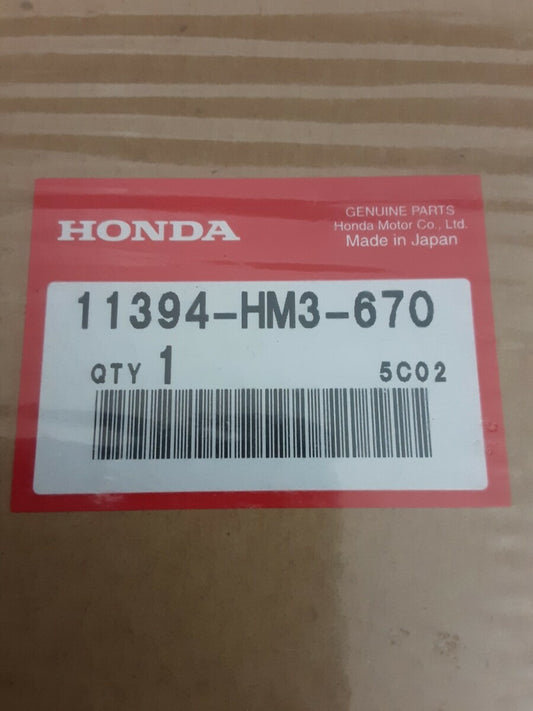 HONDA
GENUINE PARTS
Honda Motor Co., Ltd.
Made in Japan
11394-HM3-670
QTY 1 5C02